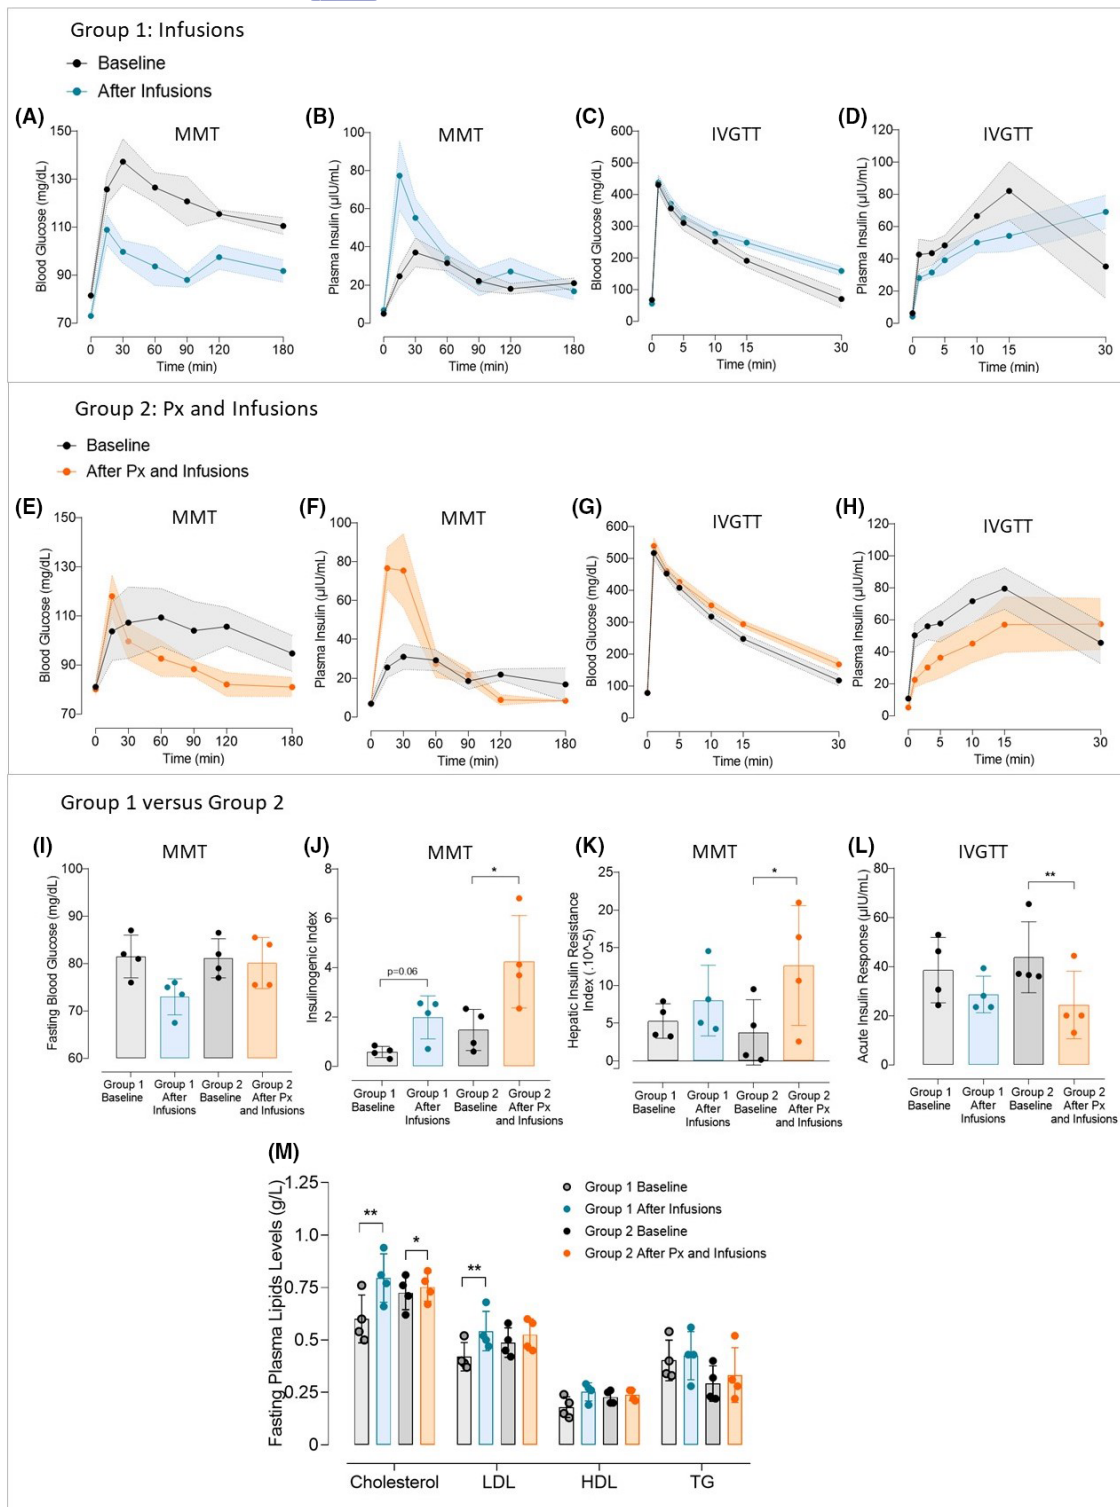 Group 1: Infusions
Baseline
After Infusions
(A) MMT
Blood Glucose (mg/dL)
150
130
110
90
70
0 30 60 90 120 180
Time (min)
(B) MMT
Plasma Insulin (µIU/mL)
100
80
60
40
20
0
0 30 60 90 120 180
Time (min)
(C) IVGTT
Blood Glucose (mg/dL)
600
500
400
300
200
100
0
0 5 10 15 30
Time (min)
(D) IVGTT
Plasma Insulin (µIU/mL)
120
100
80
60
40
20
0
0 5 10 15 30
Time (min)
Group 2: Px and Infusions
Baseline
After Px and Infusions
(E) MMT
Blood Glucose (mg/dL)
150
130
110
90
70
0 30 60 90 120 180
Time (min)
(F) MMT
Plasma Insulin (µIU/mL)
100
80
60
40
20
0
0 30 60 90 120 180
Time (min)
(G) IVGTT
Blood Glucose (mg/dL)
600
500
400
300
200
100
0
0 5 10 15 30
Time (min)
(H) IVGTT
Plasma Insulin (µIU/mL)
120
100
80
60
40
20
0
0 5 10 15 30
Time (min)
Group 1 versus Group 2
(I) MMT
Fasting Blood Glucose (mg/dL)
100
90
80
70
60
Group 1 Baseline
Group 1 After Infusions
Group 2 Baseline
Group 2 After Px and Infusions
(J) MMT
Insulinogenic Index
8
6
4
2
0
p=0.06
*
Group 1 Baseline
Group 1 After Infusions
Group 2 Baseline
Group 2 After Px and Infusions
(K) MMT
Hepatic Insulin Resistance
Index (.10^-5)
25
20
15
10
5
0
*
Group 1 Baseline
Group 1 After Infusions
Group 2 Baseline
Group 2 After Px and Infusions
(L) IVGTT
Acute Insulin Response (µIU/mL)
80
60
40
20
0
**
Group 1 Baseline
Group 1 After Infusions
Group 2 Baseline
Group 2 After Px and Infusions
(M)
Fasting Plasma Lipids Levels (g/L)
1.25
1.0
0.75
0.5
0.25
0
**
*
**
Group 1 Baseline
Group 1 After Infusions
Group 2 Baseline
Group 2 After Px and Infusions
Cholesterol LDL HDL TG